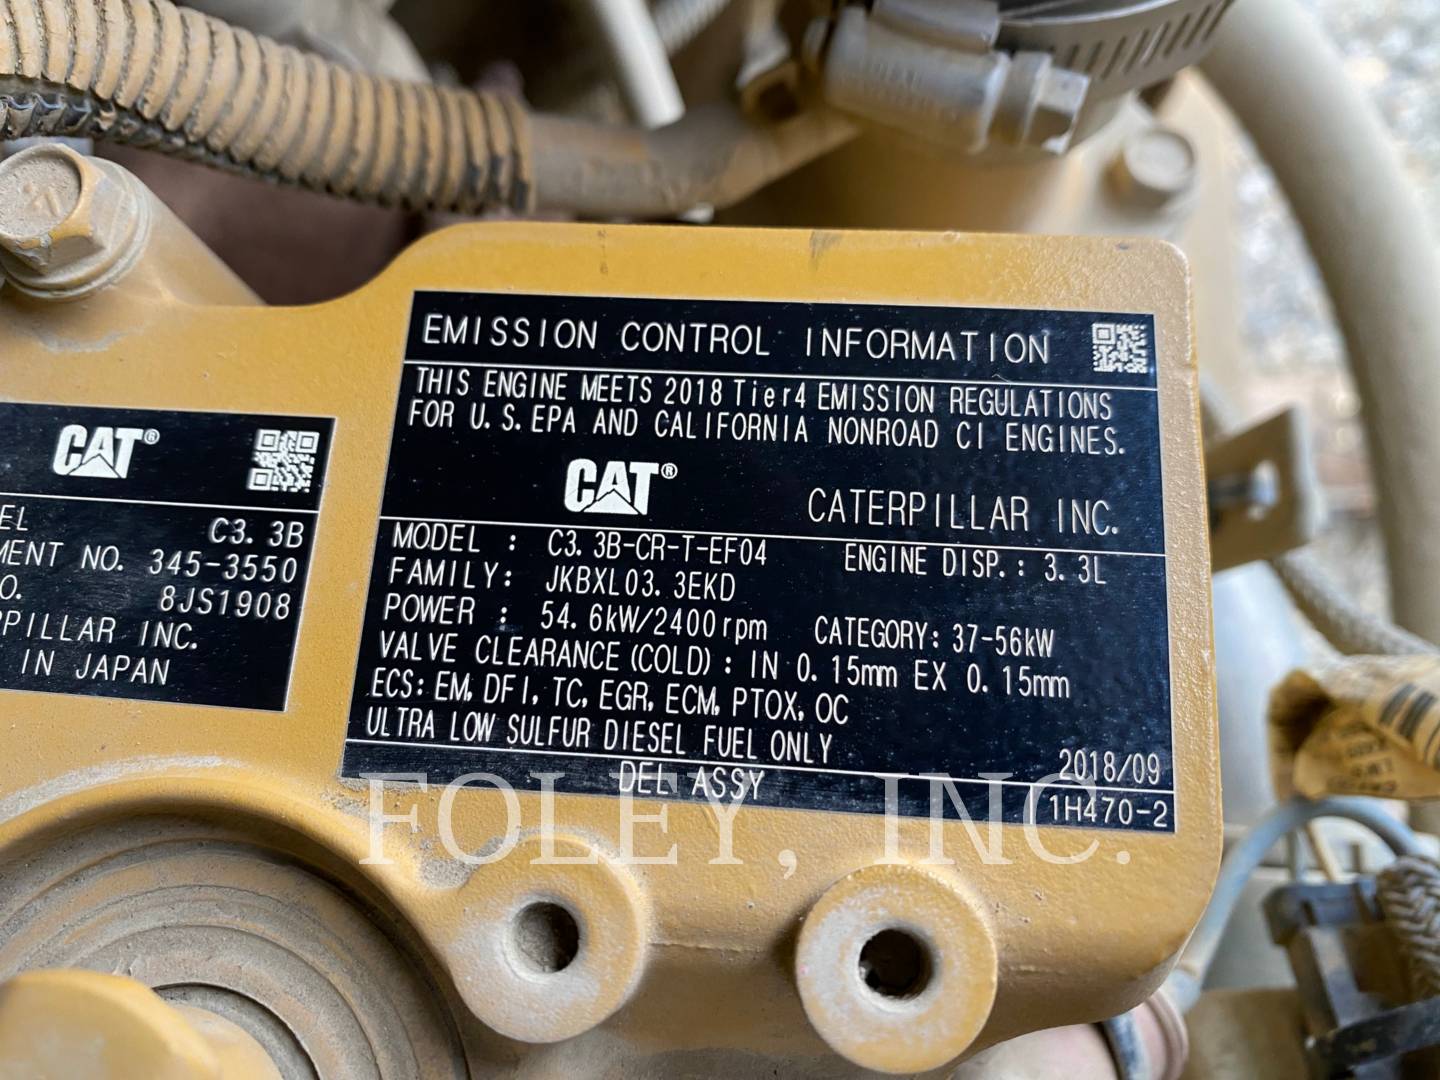 EMISSION CONTROL INFORMATION
THIS ENGINE MEETS 2018 Tier4 EMISSION REGULATIONS
FOR U.S.EPA AND CALIFORNIA NONROAD CI ENGINES.
CAT® CATERPILLAR INC.
MODEL : C3.3B-CR-T-EF04 ENGINE DISP.: 3.3L
FAMILY: JKBXL03.3EKD
POWER : 54.6kW/2400rpm CATEGORY: 37-56kW
VALVE CLEARANCE(COLD): IN 0.15mm EX 0.15mm
ECS: EM, DFI, TC, EGR, ECM, PTOX, OC
ULTRA LOW SULFUR DIESEL FUEL ONLY 2018/09
DEL ASSY 1H470-2
CAT®
EL C3.3B
MENT NO. 345-3550
O. 8JS1908
RPILLAR INC.
IN JAPAN
FOLEY, INC.